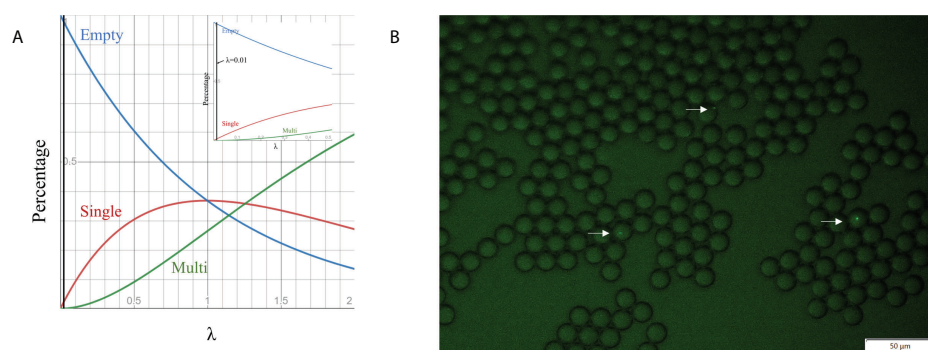 A
Empty
Single
Multi
0.5
0.5
1
1.5
2
Percentage
λ
Empty
λ=0.01
Single
Multi
Percentage
λ
B
50 µm